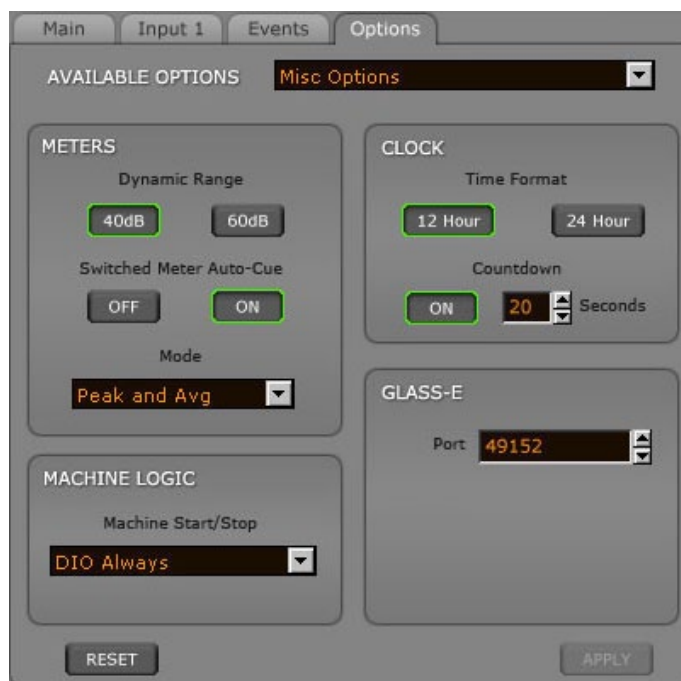 Main Input 1 Events Options
AVAILABLE OPTIONS Misc Options
METERS
Dynamic Range
40dB 60dB
Switched Meter Auto-Cue
OFF ON
Mode
Peak and Avg
MACHINE LOGIC
Machine Start/Stop
DIO Always
CLOCK
Time Format
12 Hour 24 Hour
Countdown
ON 20 Seconds
GLASS-E
Port 49152
RESET APPLY